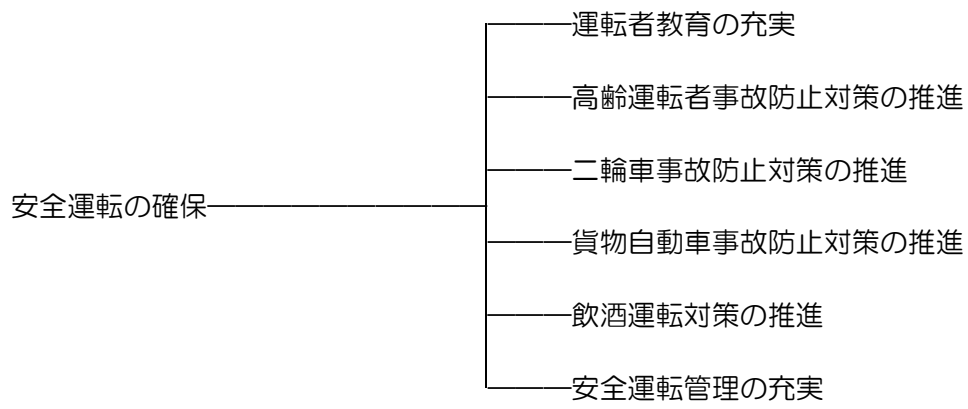 運転者教育の充実
高齢運転者事故防止対策の推進
二輪車事故防止対策の推進
安全運転の確保
貨物自動車事故防止対策の推進
飲酒運転対策の推進
安全運転管理の充実